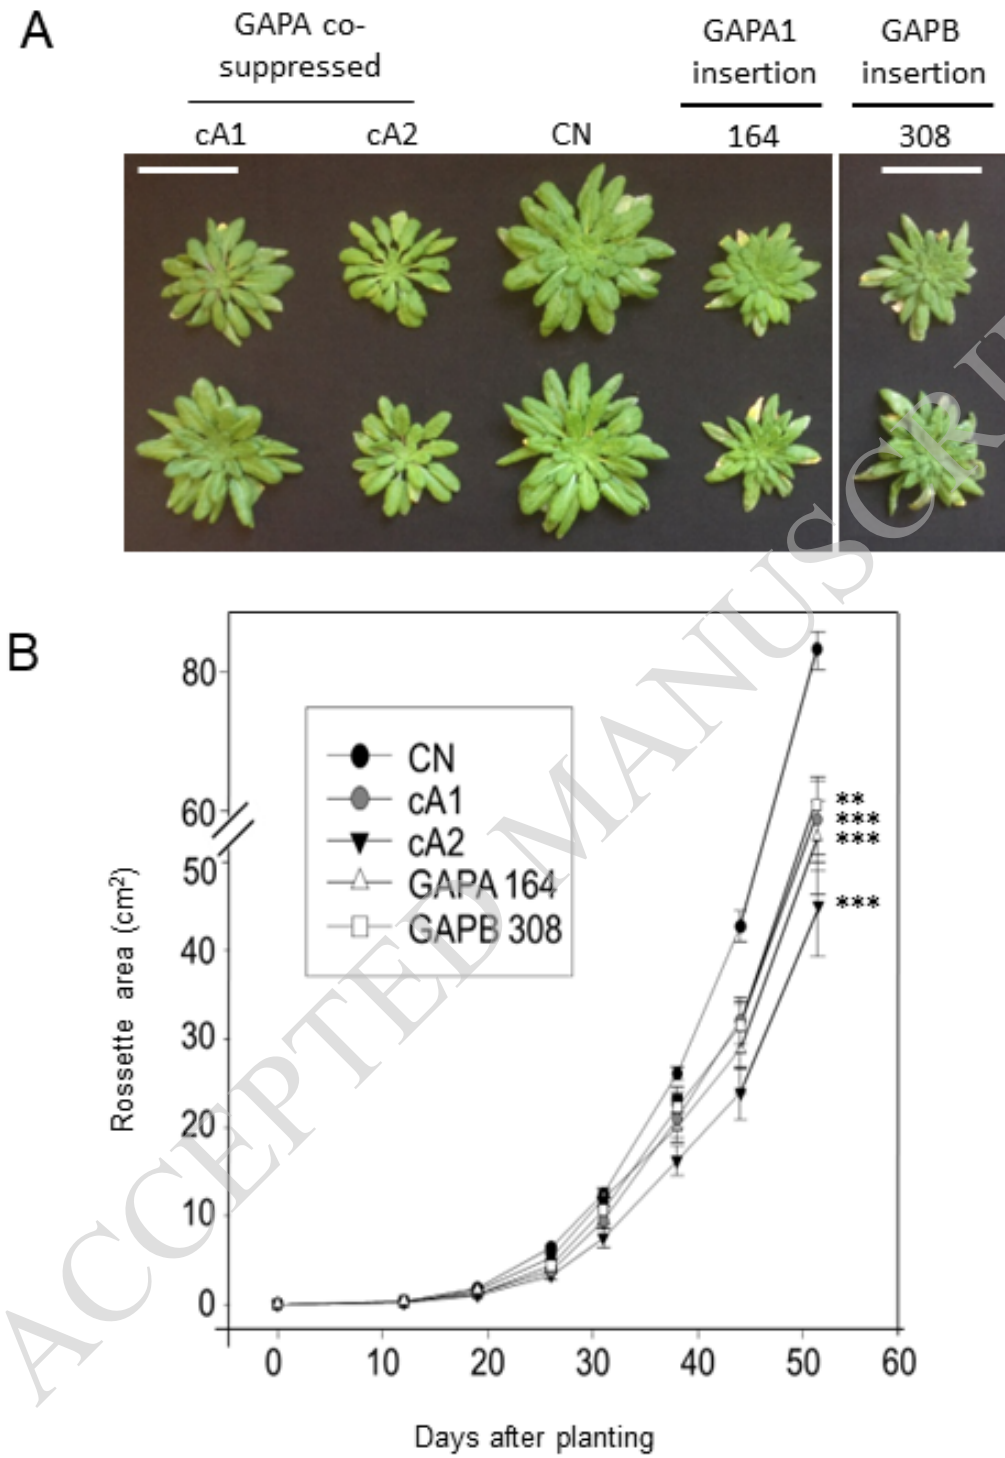 A
GAPA co-
suppressed
GAPA1
insertion
GAPB
insertion
cA1
cA2
CN
164
308
B
80
60
50
40
30
20
10
0
Rossette area (cm²)
CN
cA1
cA2
GAPA 164
GAPB 308
**
***
***
***
0 10 20 30 40 50 60
Days after planting
ACCEPTED MANUSCRI